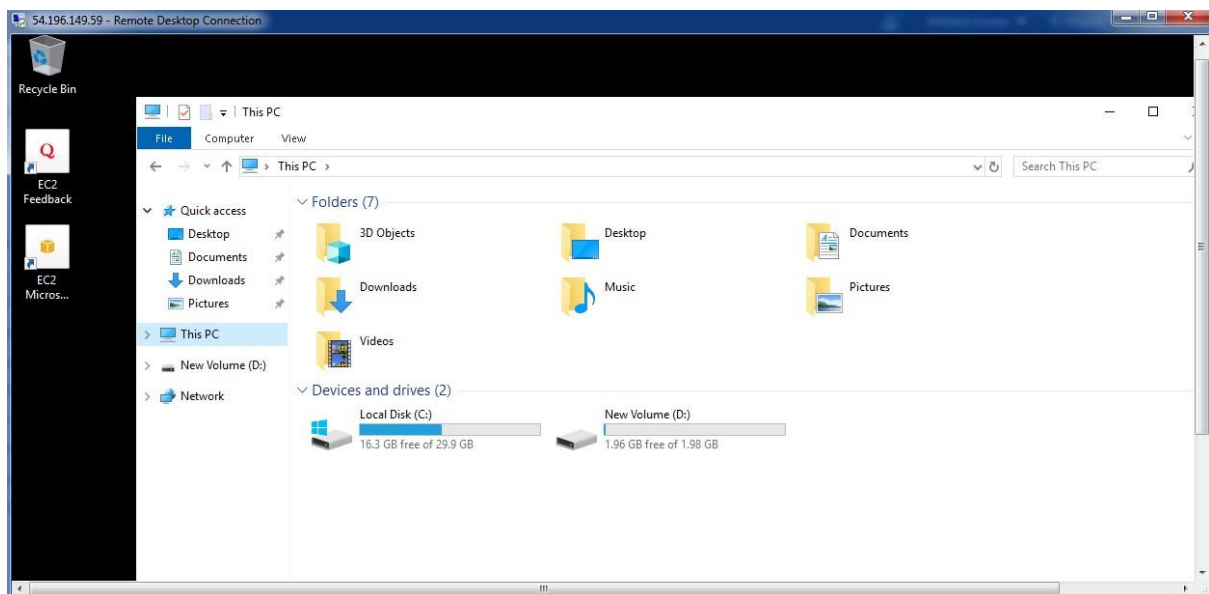 54.196.149.59 - Remote Desktop Connection
Recycle Bin
EC2
Feedback
EC2
Micros...
This PC
File Computer View
This PC
Search This PC
Quick access
Desktop
Documents
Downloads
Pictures
This PC
New Volume (D:)
Network
Folders (7)
3D Objects
Desktop
Documents
Downloads
Music
Pictures
Videos
Devices and drives (2)
Local Disk (C:)
16.3 GB free of 29.9 GB
New Volume (D:)
1.96 GB free of 1.98 GB